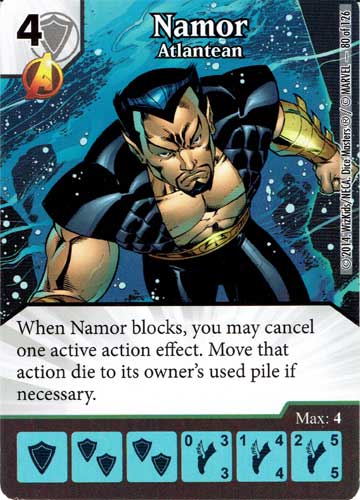 4
Namor
Atlantean
©2014. WizKids/NECA. Dice Masters ©/© MARVEL — 80 of 126
When Namor blocks, you may cancel
one active action effect. Move that
action die to its owner's used pile if
necessary.
Max: 4
0 3 3
1 4 4
2 5 5